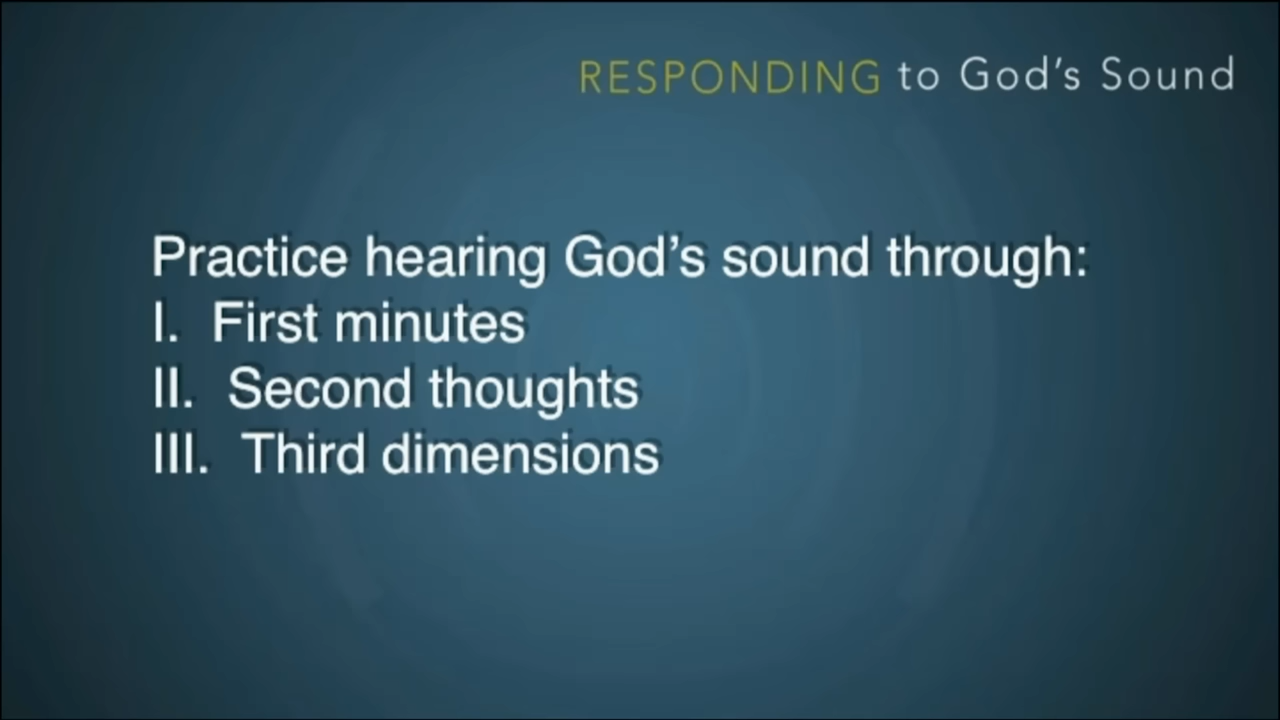 RESPONDING to God's Sound
Practice hearing God's sound through:
I. First minutes
II. Second thoughts
III. Third dimensions